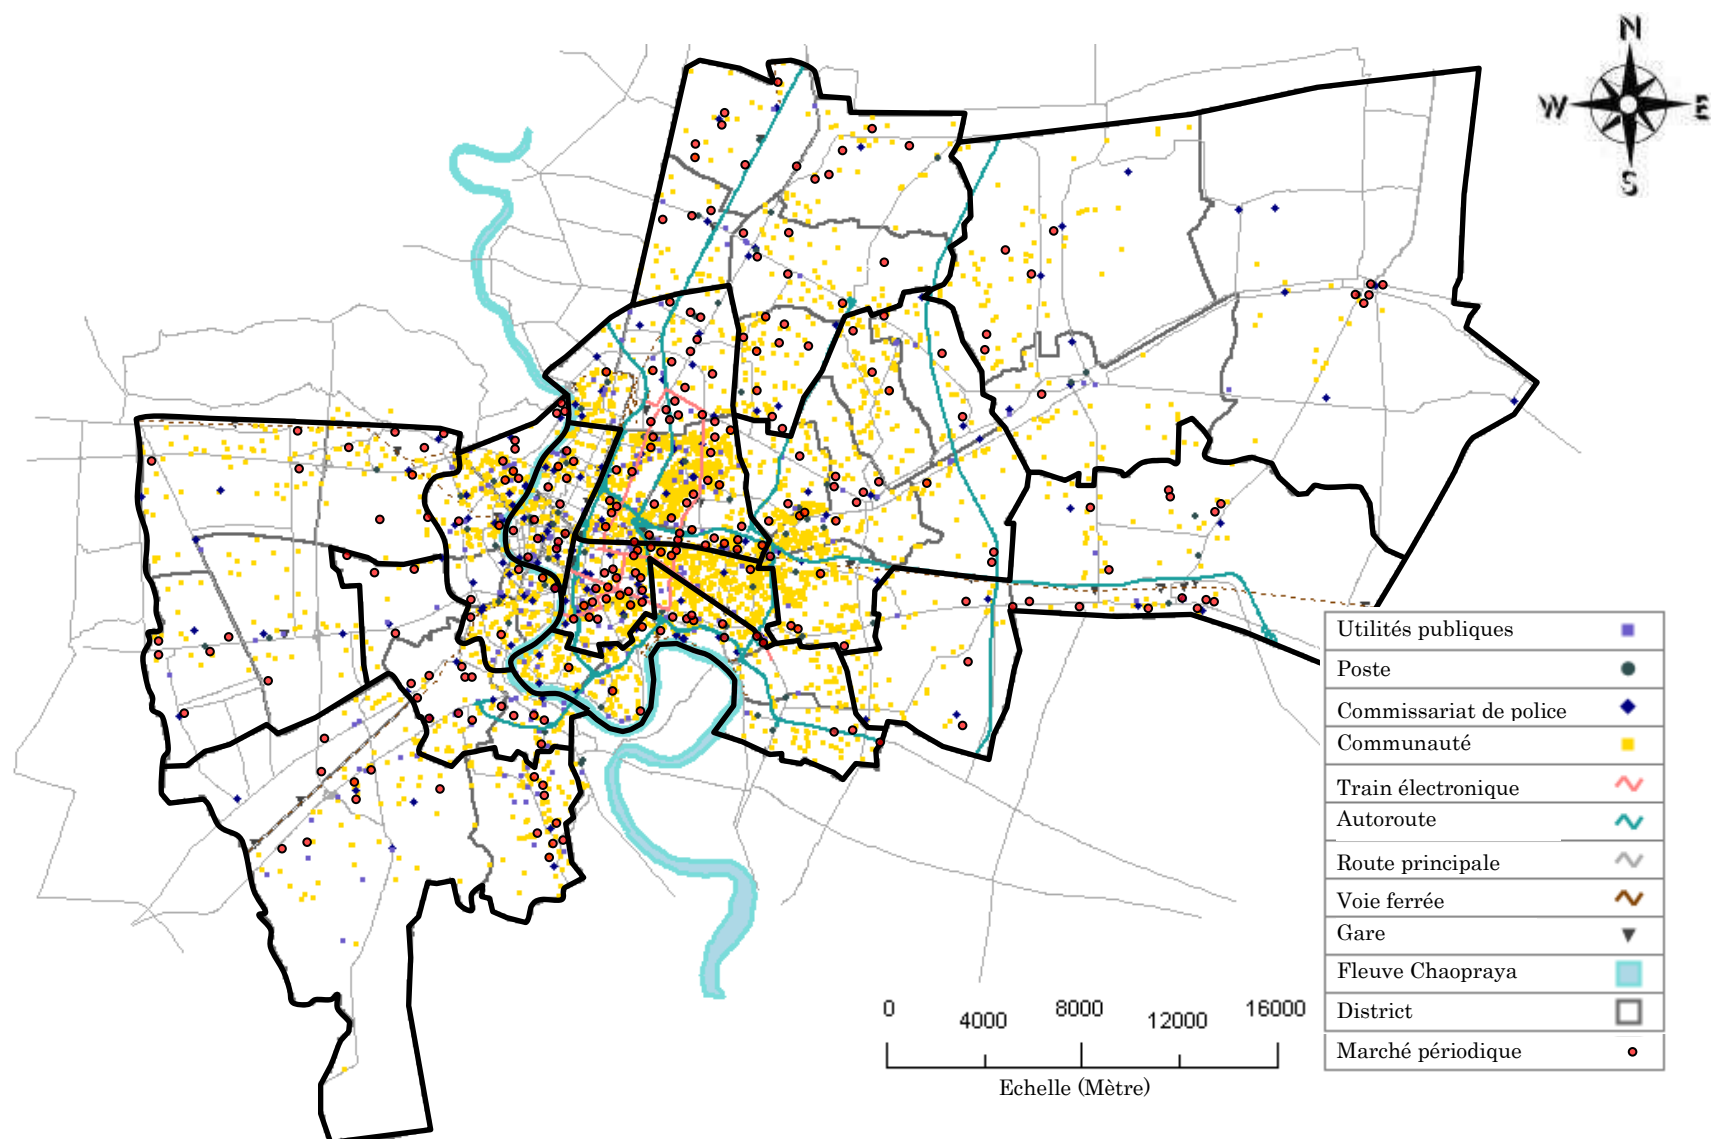 N
W E
S
Utilités publiques
Poste
Commissariat de police
Communauté
Train électronique
Autoroute
Route principale
Voie ferrée
Gare
Fleuve Chaopraya
District
Marché périodique
0 4000 8000 12000 16000
Echelle (Mètre)